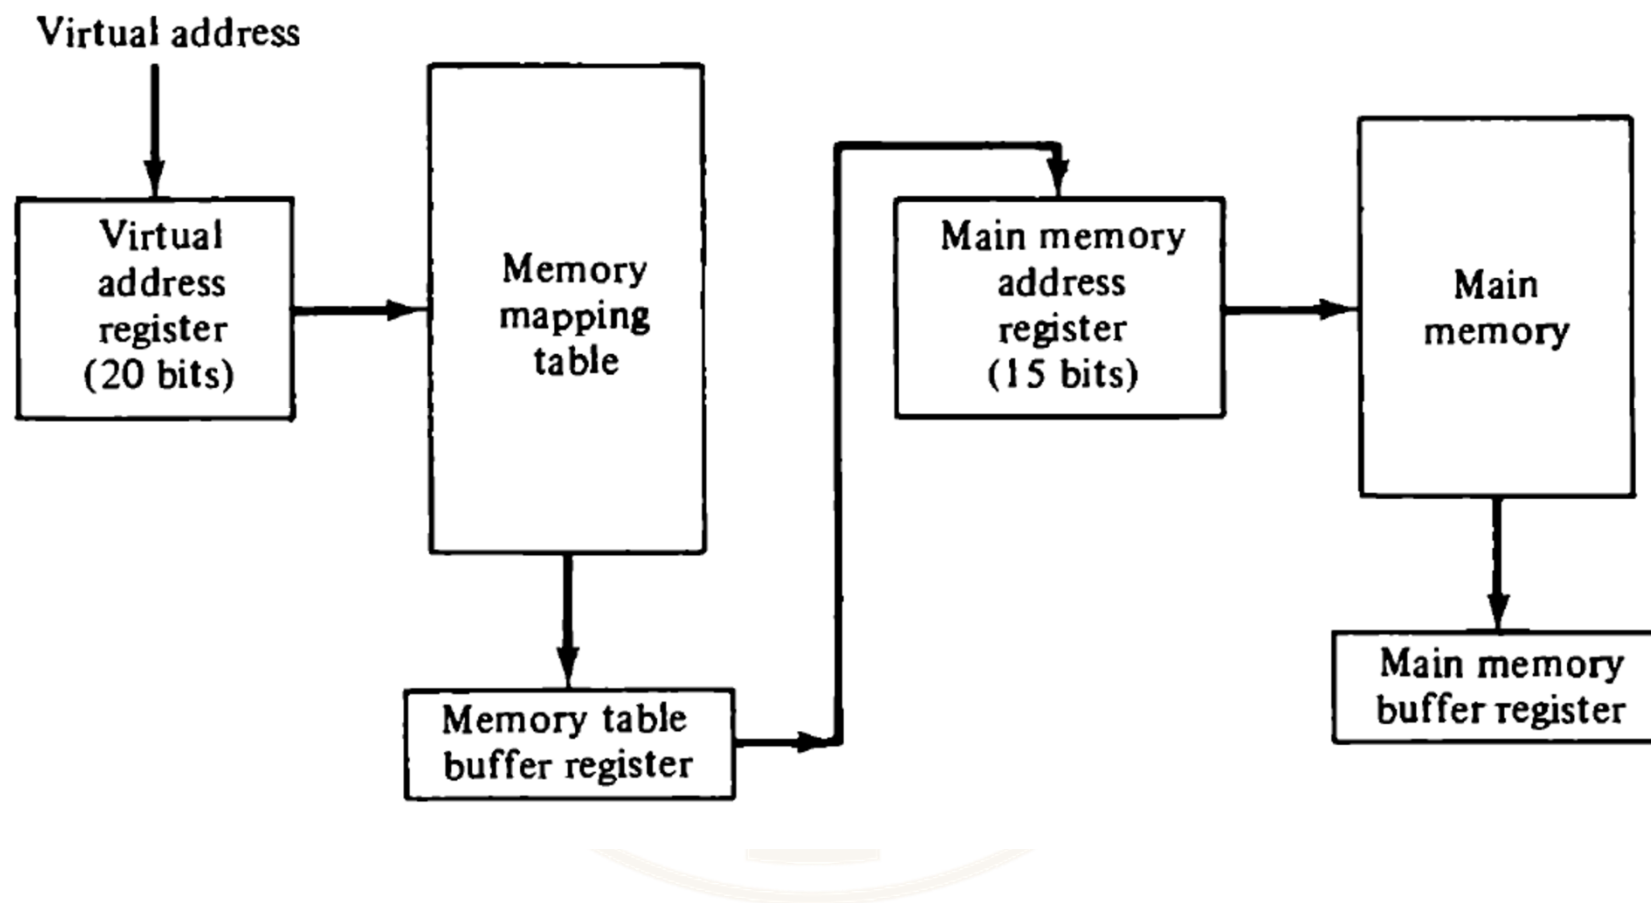 Virtual address
Virtual
address
register
(20 bits)
Memory
mapping
table
Memory table
buffer register
Main memory
address
register
(15 bits)
Main
memory
Main memory
buffer register